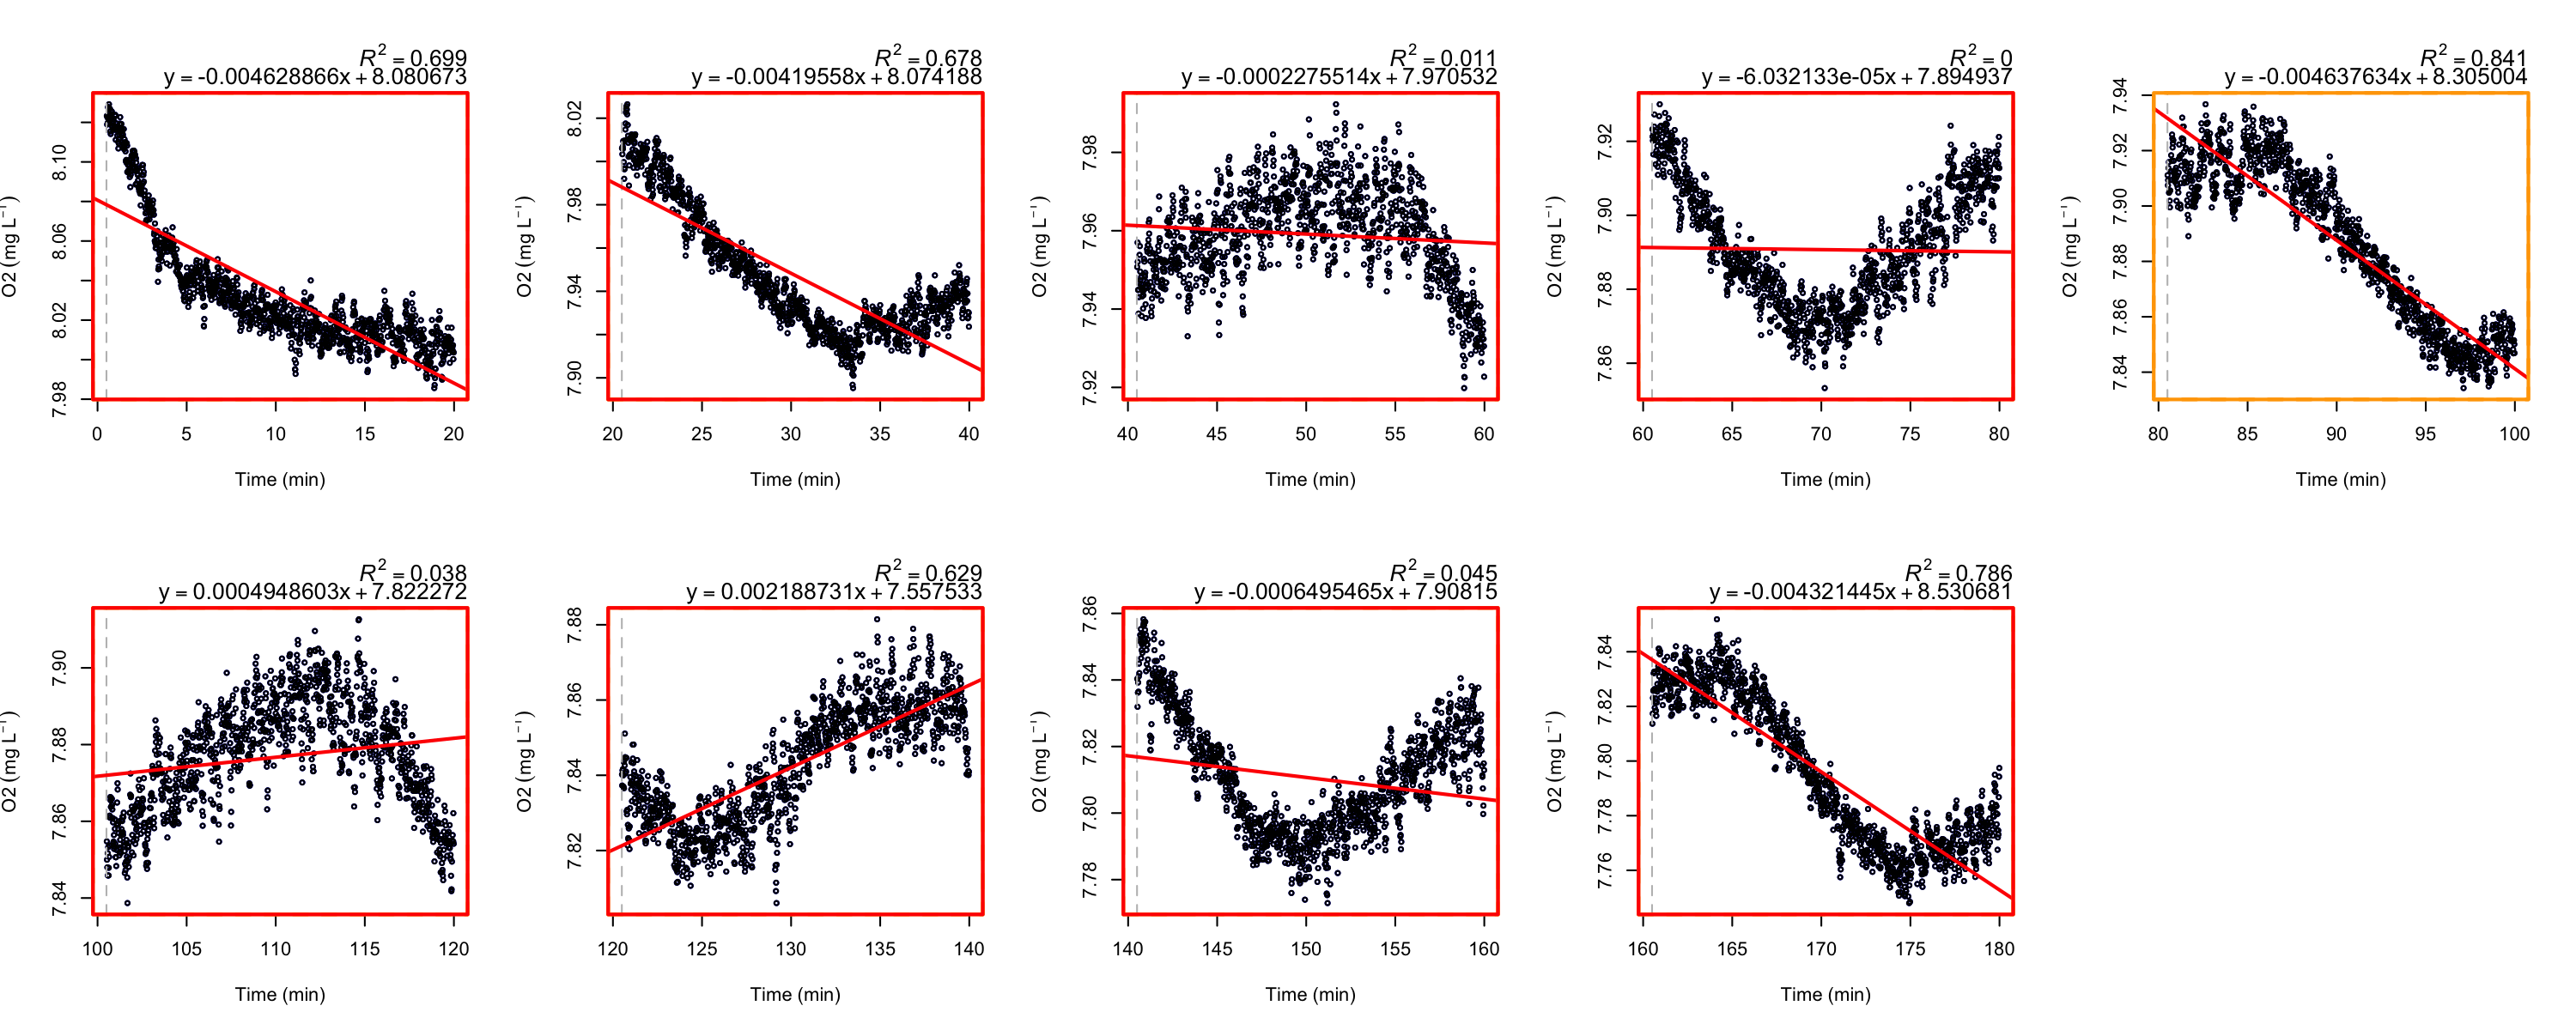 R² = 0.699
y = -0.004628866x + 8.080673
O2 (mg L⁻¹)
8.10
8.06
8.02
7.98
0 5 10 15 20
Time (min)
R² = 0.678
y = -0.00419558x + 8.074188
O2 (mg L⁻¹)
8.02
7.98
7.94
7.90
20 25 30 35 40
Time (min)
R² = 0.011
y = -0.0002275514x + 7.970532
O2 (mg L⁻¹)
7.98
7.96
7.94
7.92
40 45 50 55 60
Time (min)
R² = 0
y = -6.032133e-05x + 7.894937
O2 (mg L⁻¹)
7.92
7.90
7.88
7.86
60 65 70 75 80
Time (min)
R² = 0.841
y = -0.004637634x + 8.305004
O2 (mg L⁻¹)
7.94
7.92
7.90
7.88
7.86
7.84
80 85 90 95 100
Time (min)
R² = 0.038
y = 0.0004948603x + 7.822272
O2 (mg L⁻¹)
7.90
7.88
7.86
7.84
100 105 110 115 120
Time (min)
R² = 0.629
y = 0.002188731x + 7.557533
O2 (mg L⁻¹)
7.88
7.86
7.84
7.82
120 125 130 135 140
Time (min)
R² = 0.045
y = -0.0006495465x + 7.90815
O2 (mg L⁻¹)
7.86
7.84
7.82
7.80
7.78
140 145 150 155 160
Time (min)
R² = 0.786
y = -0.004321445x + 8.530681
O2 (mg L⁻¹)
7.84
7.82
7.80
7.78
7.76
160 165 170 175 180
Time (min)